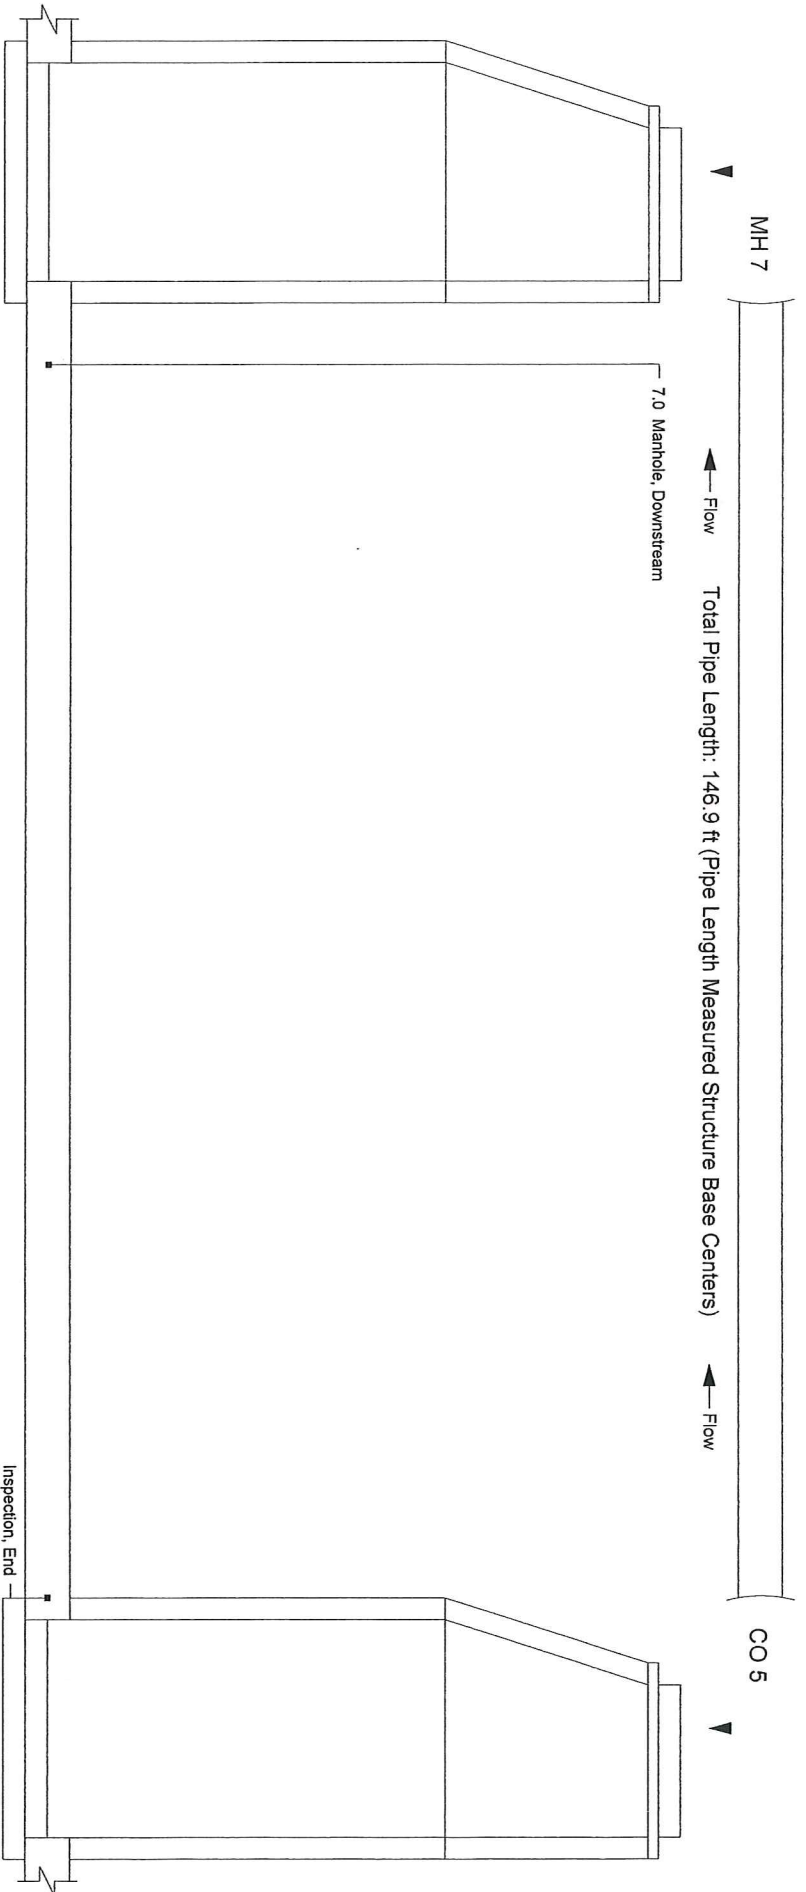 MH 7
CO 5
Flow
Total Pipe Length: 146.9 ft (Pipe Length Measured Structure Base Centers)
Flow
7.0 Manhole, Downstream
Inspection, End